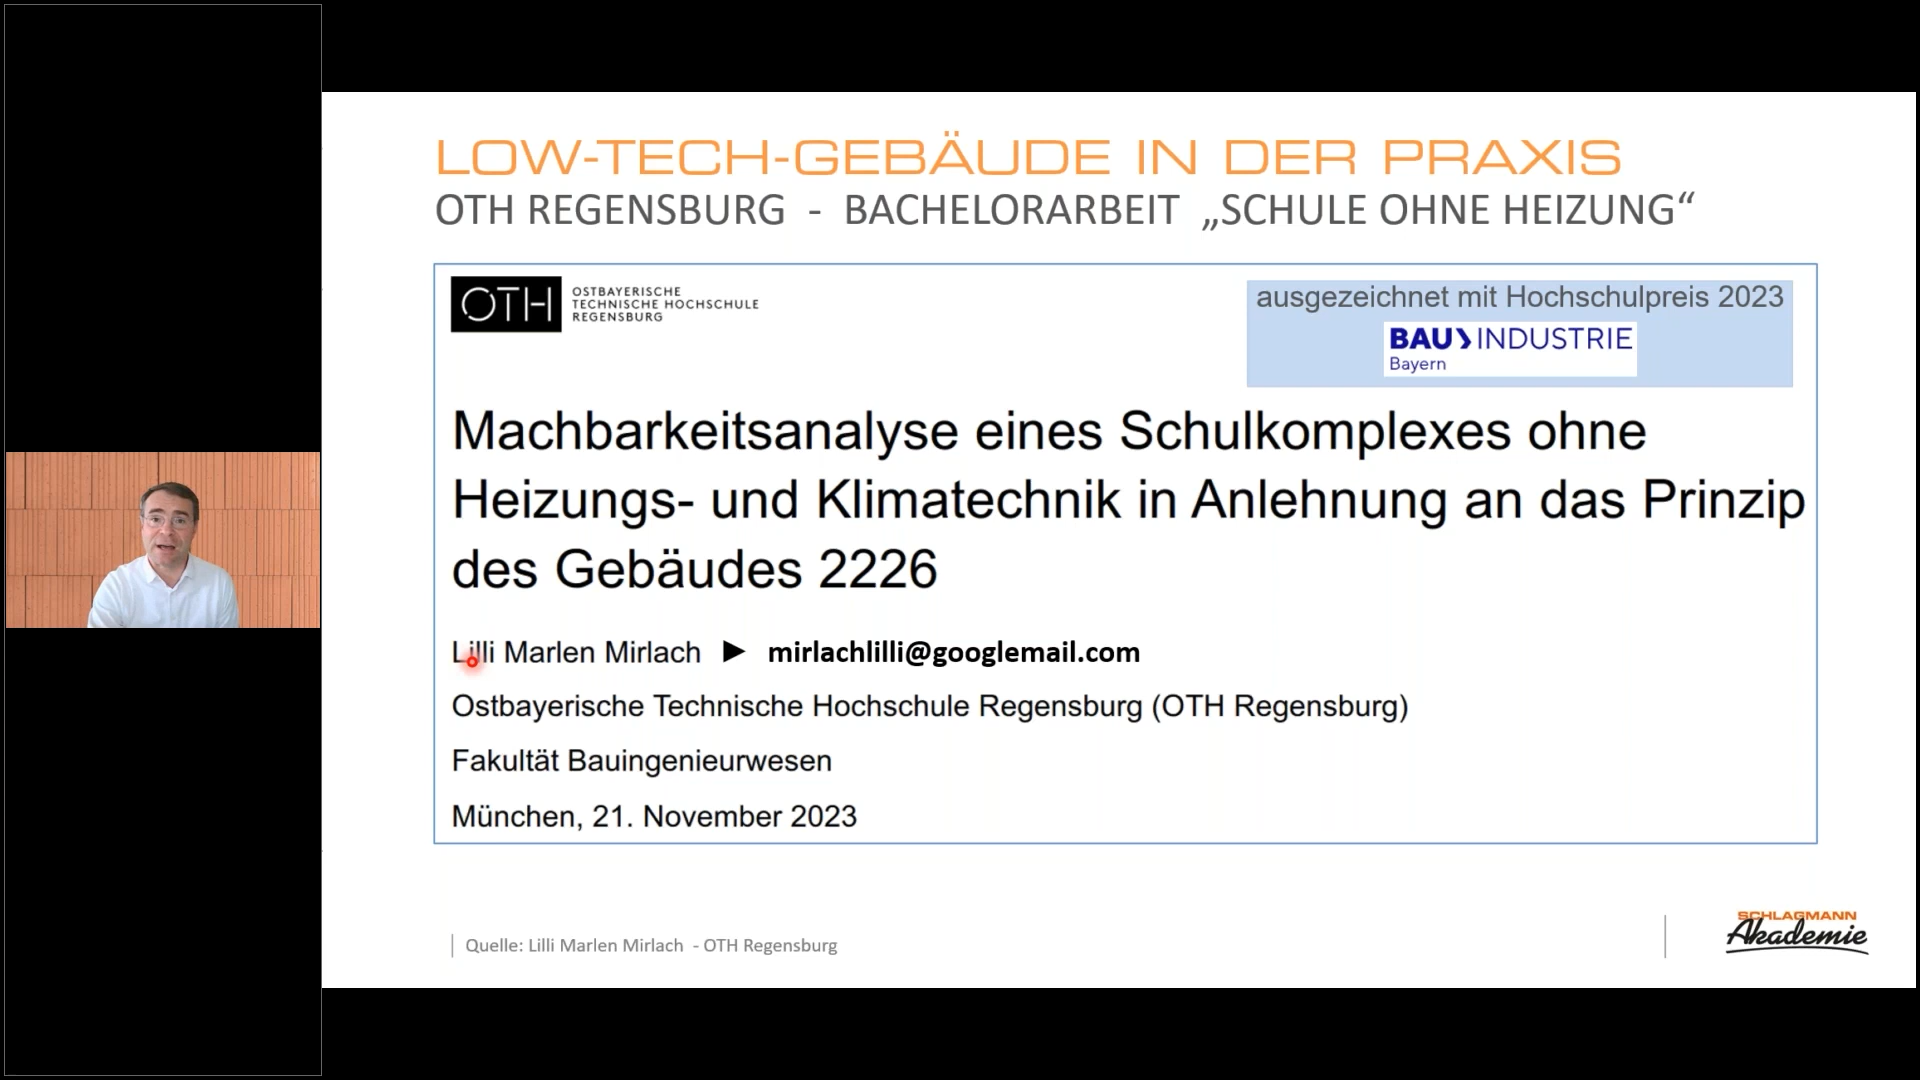 LOW-TECH-GEBÄUDE IN DER PRAXIS
OTH REGENSBURG - BACHELORARBEIT „SCHULE OHNE HEIZUNG“
OTH
OSTBAYERISCHE
TECHNISCHE HOCHSCHULE
REGENSBURG
ausgezeichnet mit Hochschulpreis 2023
BAU INDUSTRIE
Bayern
Machbarkeitsanalyse eines Schulkomplexes ohne
Heizungs- und Klimatechnik in Anlehnung an das Prinzip
des Gebäudes 2226
Lilli Marlen Mirlach ► mirlachlilli@googlemail.com
Ostbayerische Technische Hochschule Regensburg (OTH Regensburg)
Fakultät Bauingenieurwesen
München, 21. November 2023
Quelle: Lilli Marlen Mirlach - OTH Regensburg
SCHLAGMANN
Akademie